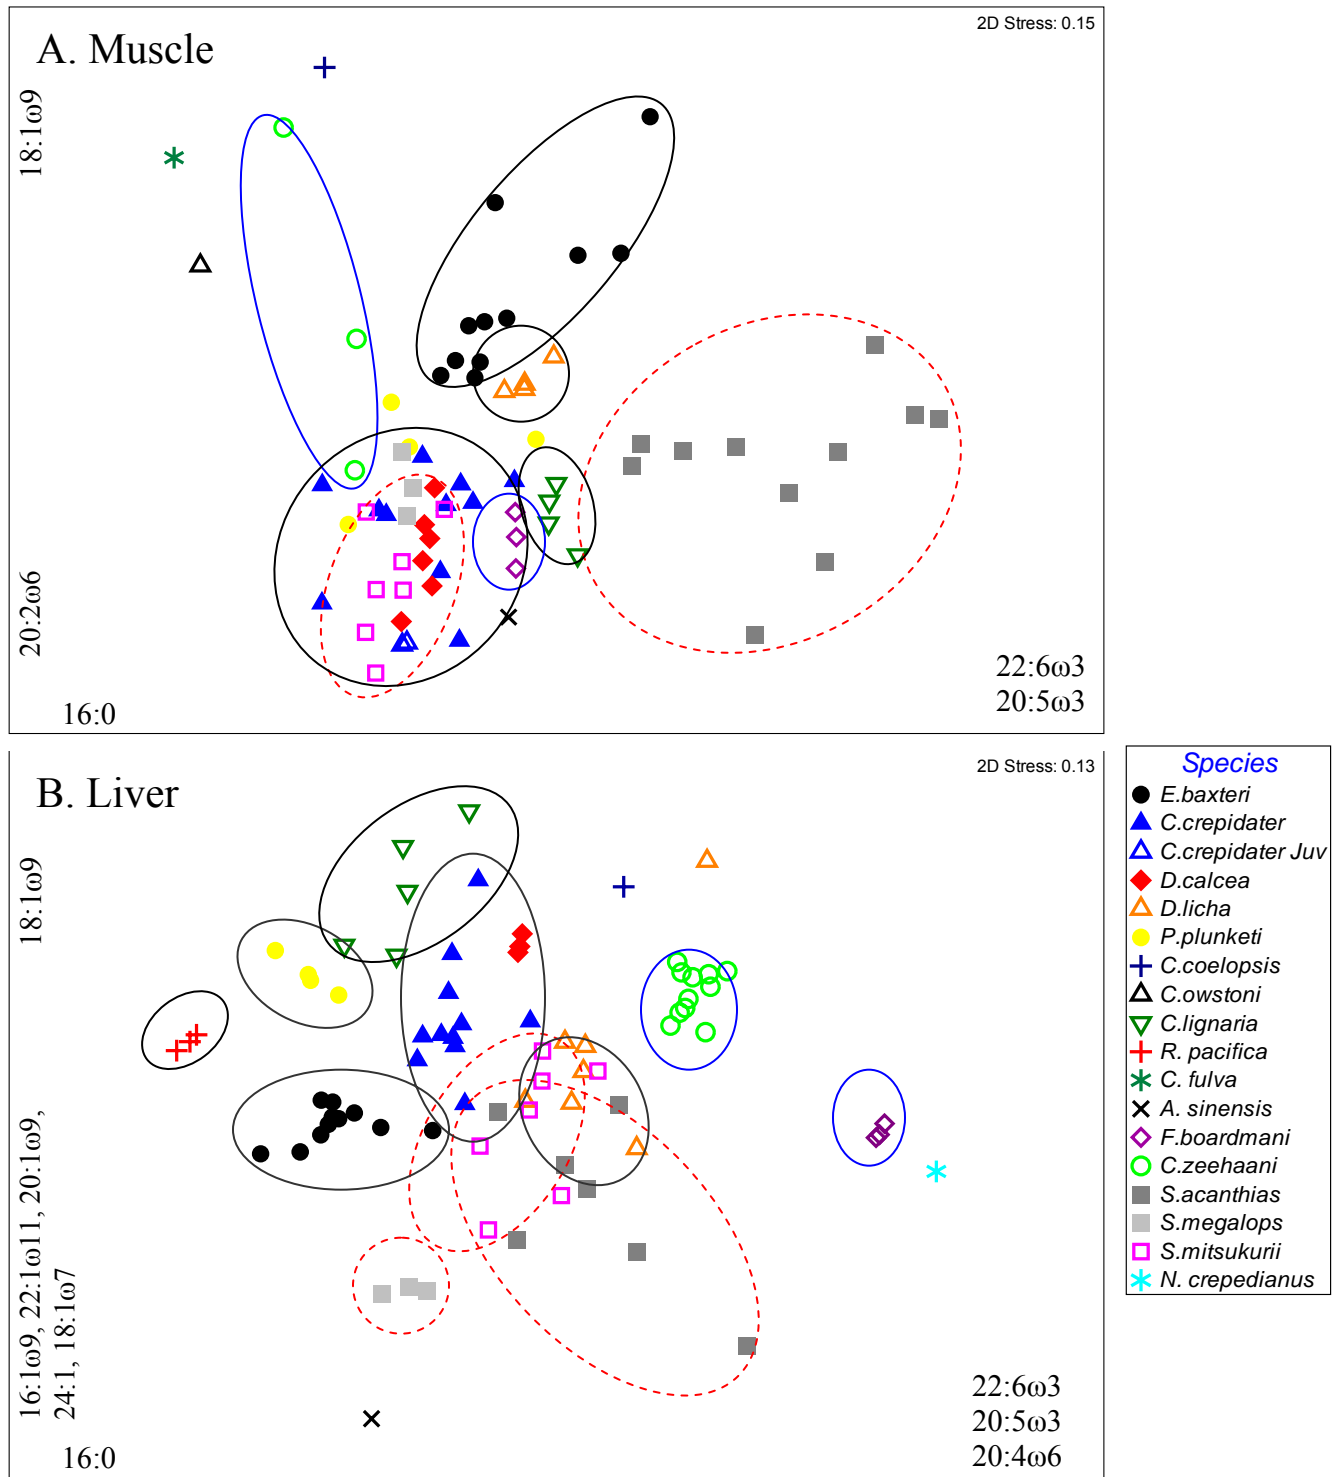 2D Stress: 0.15
A. Muscle
18:1ω9
20:2ω6
16:0
22:6ω3
20:5ω3
2D Stress: 0.13
B. Liver
18:1ω9
16:1ω9, 22:1ω11, 20:1ω9,
24:1, 18:1ω7
16:0
22:6ω3
20:5ω3
20:4ω6
Species
E.baxteri
C.crepidater
C.crepidater Juv
D.calcea
D.licha
P.plunketi
C.coelopsis
C.owstoni
C.lignaria
R. pacifica
C. fulva
A. sinensis
F.boardmani
C.zeehaani
S.acanthias
S.megalops
S.mitsukurii
N. crepedianus